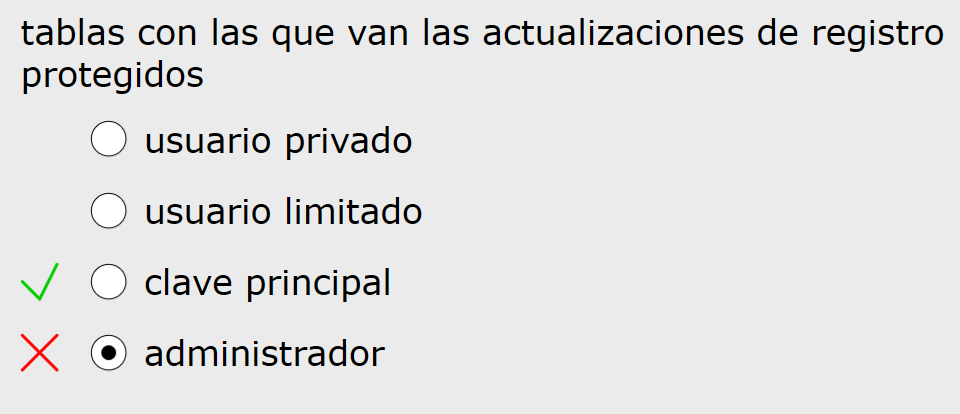 tablas con las que van las actualizaciones de registro
protegidos
usuario privado
usuario limitado
clave principal
administrador